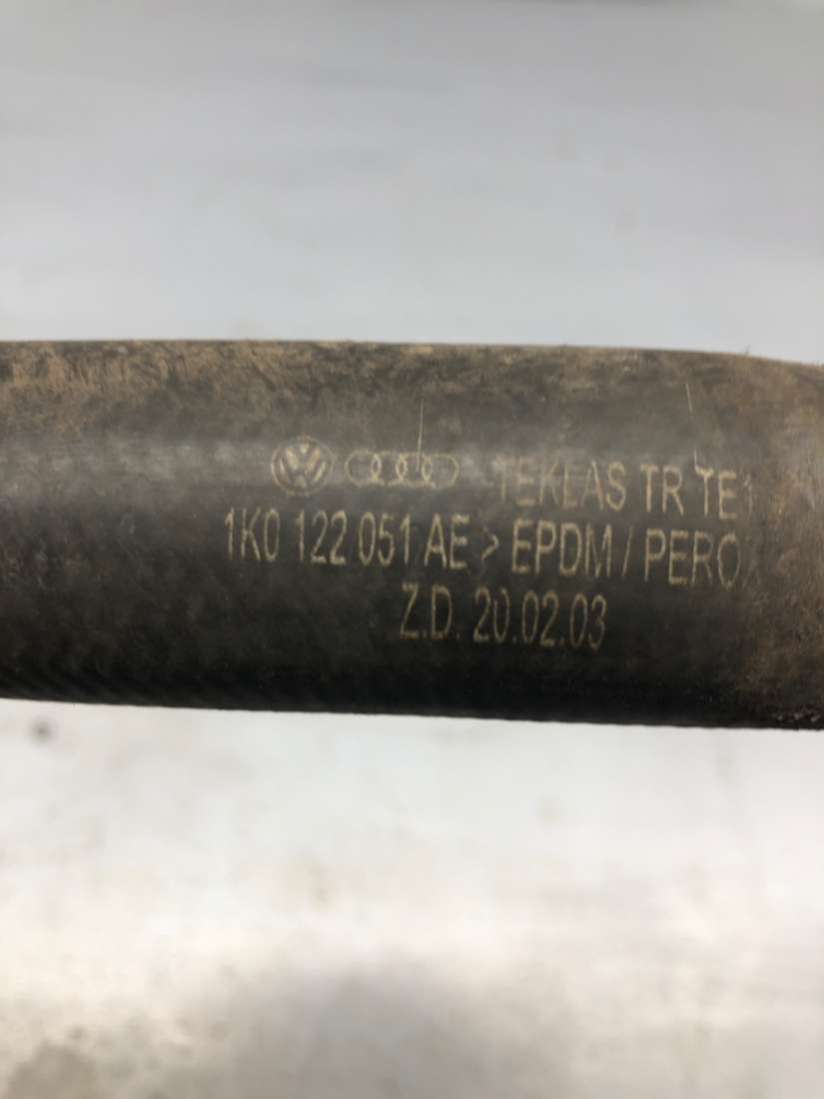 TEKLAS TR TE1
1K0 122 051 AE > EPDM / PERO
Z.D. 20.02.03